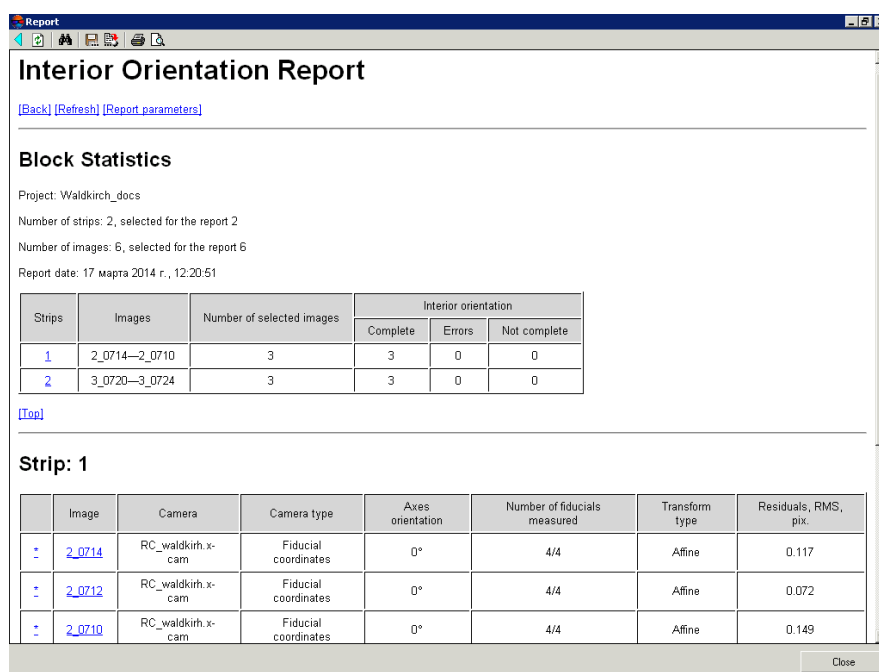 Report
Interior Orientation Report
[Back] [Refresh] [Report parameters]
Block Statistics
Project: Waldkirch_docs
Number of strips: 2, selected for the report 2
Number of images: 6, selected for the report 6
Report date: 17 марта 2014 г., 12:20:51
Strips Images Number of selected images Interior orientation
Complete Errors Not complete
1 2_0714—2_0710 3 3 0 0
2 3_0720—3_0724 3 3 0 0
[Top]
Strip: 1
Image Camera Camera type Axes orientation Number of fiducials measured Transform type Residuals, RMS, pix.
* 2_0714 RC_waldkirh.x-cam Fiducial coordinates 0° 4/4 Affine 0.117
* 2_0712 RC_waldkirh.x-cam Fiducial coordinates 0° 4/4 Affine 0.072
* 2_0710 RC_waldkirh.x-cam Fiducial coordinates 0° 4/4 Affine 0.149
Close